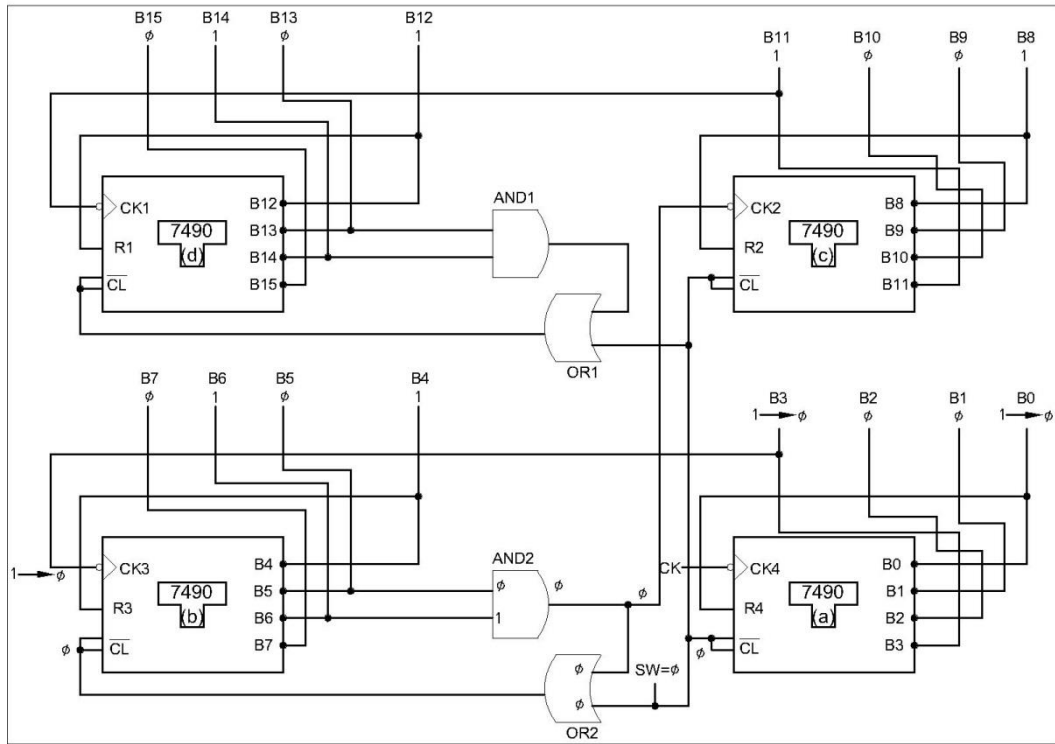 B15 B14 B13 B12
ϕ 1 ϕ 1
B11 B10 B9 B8
1 ϕ ϕ 1
AND1
CK1
R1
CL
7490
(d)
B12
B13
B14
B15
OR1
CK2
R2
CL
7490
(c)
B8
B9
B10
B11
B7 B6 B5 B4
ϕ 1 ϕ 1
B3 B2 B1 B0
1 → ϕ ϕ ϕ 1 → ϕ
1 → ϕ
CK3
R3
CL
ϕ
7490
(b)
B4
B5
B6
B7
AND2
ϕ
1
ϕ
ϕ
ϕ
ϕ
OR2
SW=ϕ
CK
CK4
R4
CL
ϕ
7490
(a)
B0
B1
B2
B3